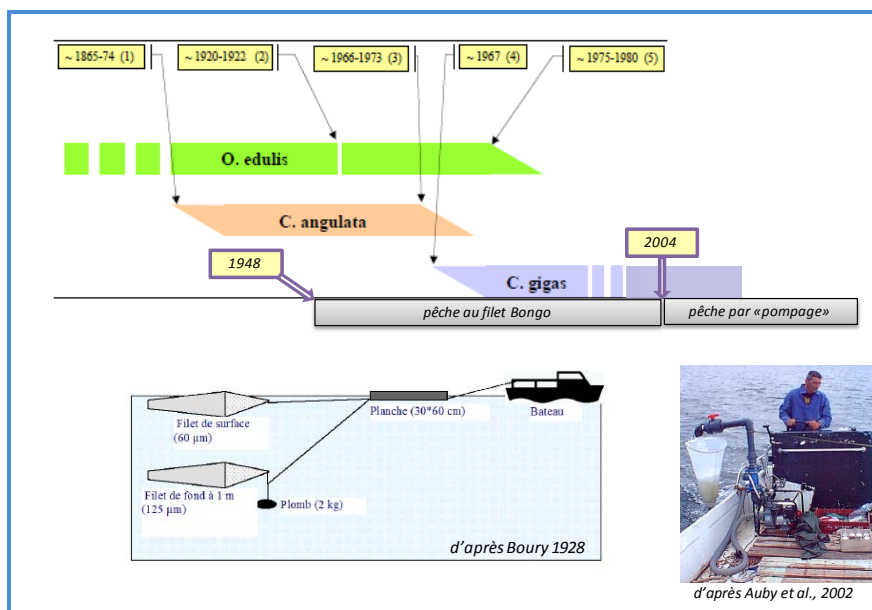 ~ 1865-74 (1)
~ 1920-1922 (2)
~ 1966-1973 (3)
~ 1967 (4)
~ 1975-1980 (5)
O. edulis
C. angulata
2004
1948
C. gigas
pêche au filet Bongo
pêche par «pompage»
Filet de surface
(60 µm)
Planche (30*60 cm)
Bateau
Filet de fond à 1 m
(125 µm)
Plomb (2 kg)
d'après Boury 1928
d'après Auby et al., 2002